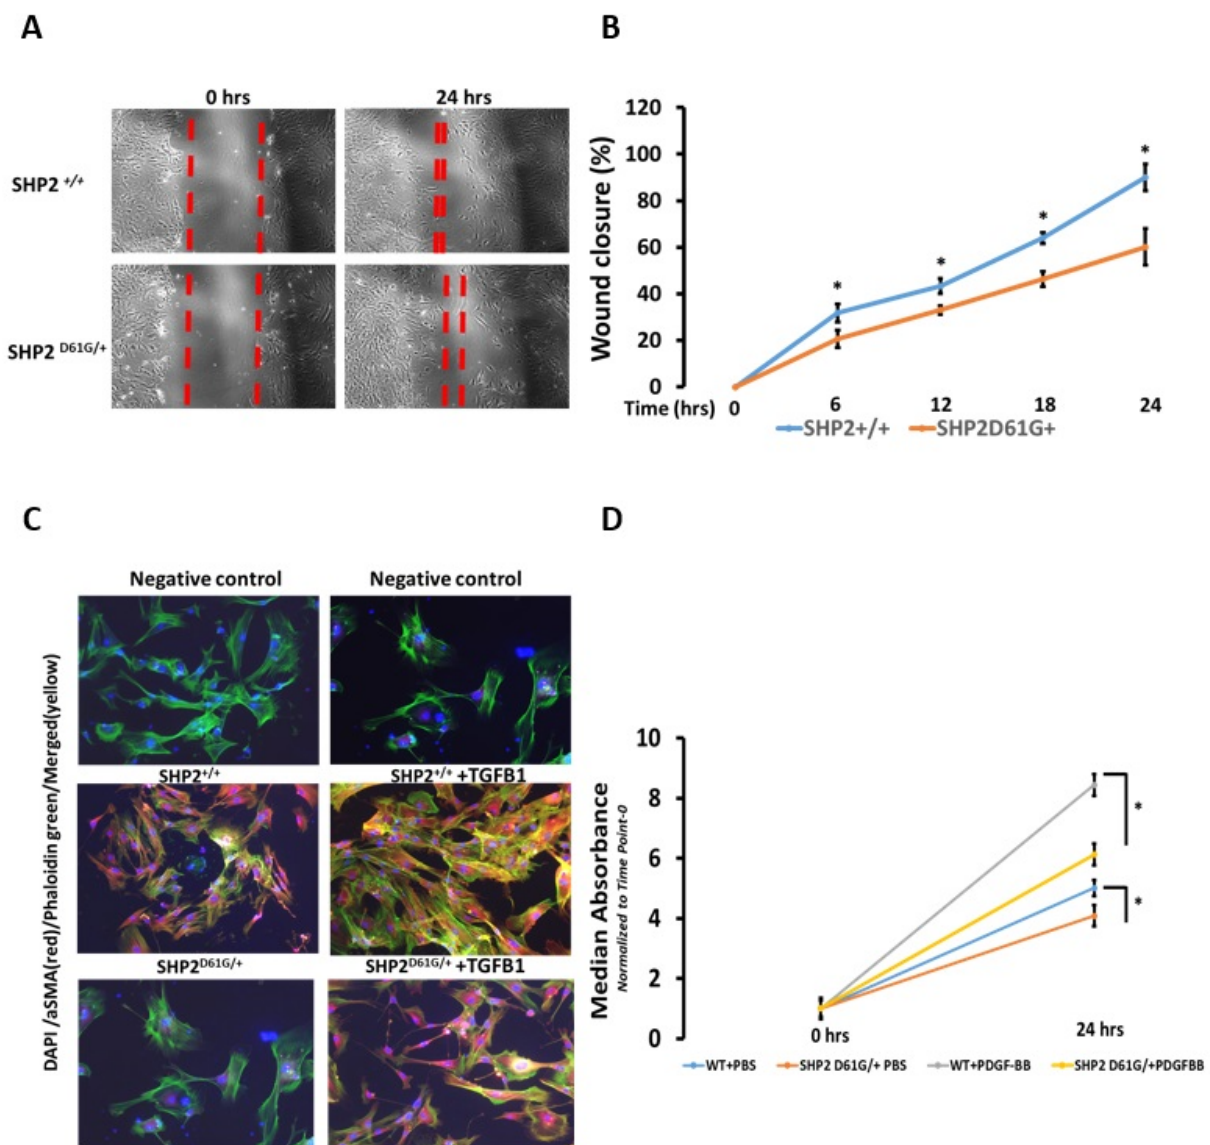 A
0 hrs
24 hrs
SHP2 +/+
SHP2 D61G/+
B
Wound closure (%)
120
100
80
60
40
20
0
*
*
*
*
Time (hrs)
0
6
12
18
24
SHP2+/+
SHP2D61G+
C
DAPI /aSMA(red)/Phaloidin green/Merged(yellow)
Negative control
Negative control
SHP2+/+
SHP2+/+ +TGFB1
SHP2D61G/+
SHP2D61G/+ +TGFB1
D
Median Absorbance
Normalized to Time Point-0
10
8
6
4
2
0
*
*
0 hrs
24 hrs
WT+PBS
SHP2 D61G/+ PBS
WT+PDGF-BB
SHP2 D61G/+PDGFBB